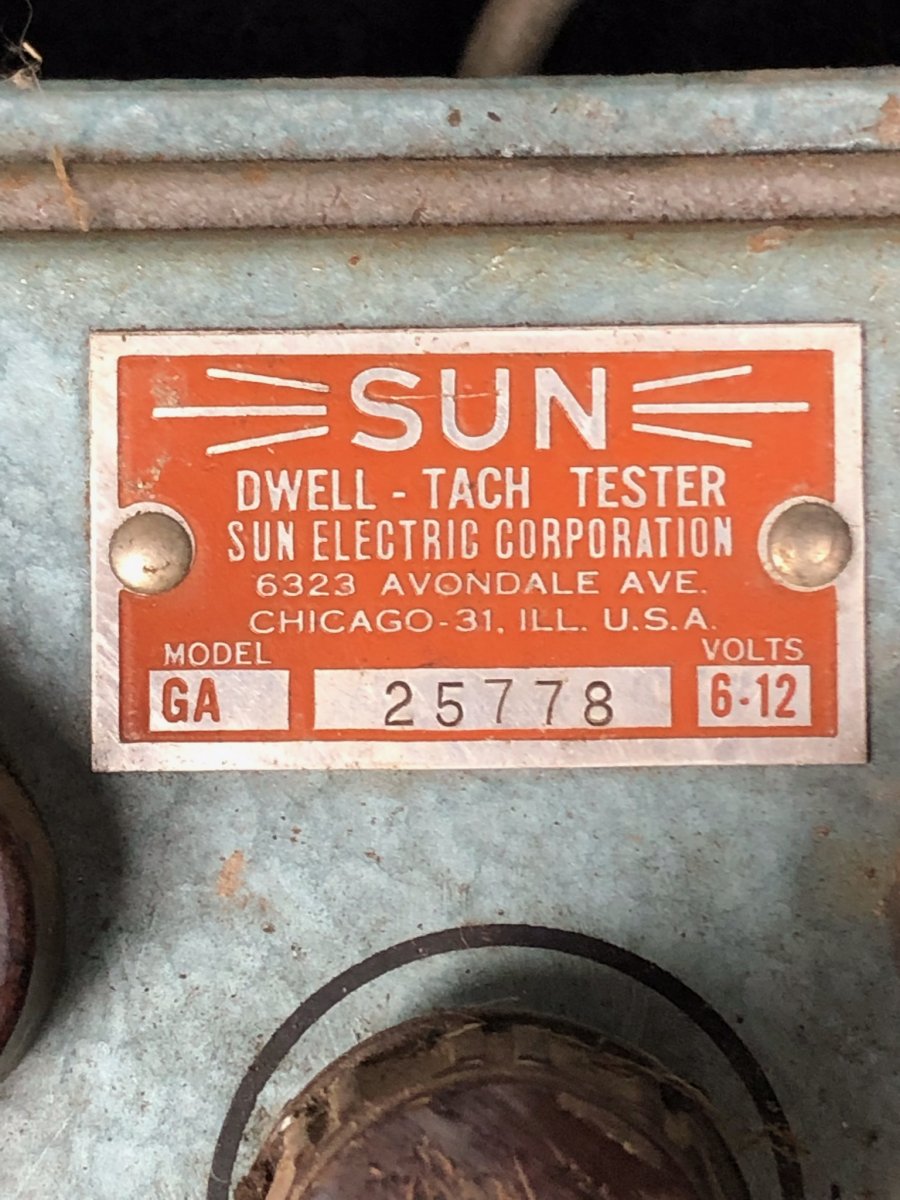 SUN
DWELL - TACH TESTER
SUN ELECTRIC CORPORATION
6323 AVONDALE AVE.
CHICAGO-31, ILL. U.S.A.
MODEL VOLTS
GA 25778 6-12